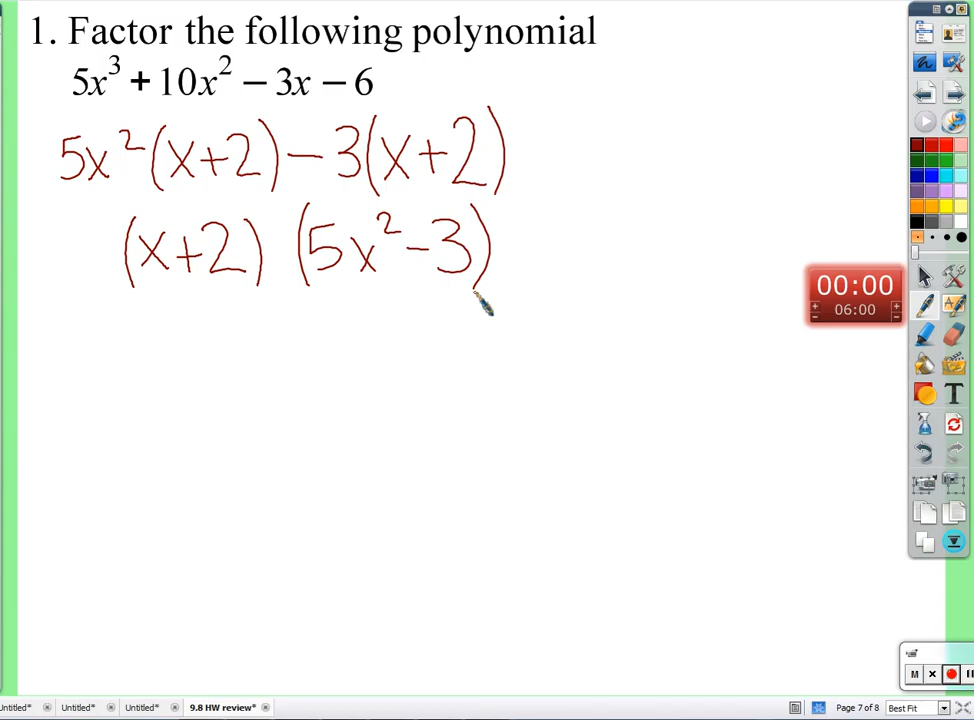 1. Factor the following polynomial
5x³ + 10x² − 3x − 6
5x²(x+2) − 3(x+2)
(x+2) (5x² − 3)
00:00
06:00
T
M
Untitled*
Untitled*
Untitled*
9.8 HW review*
Page 7 of 8
Best Fit